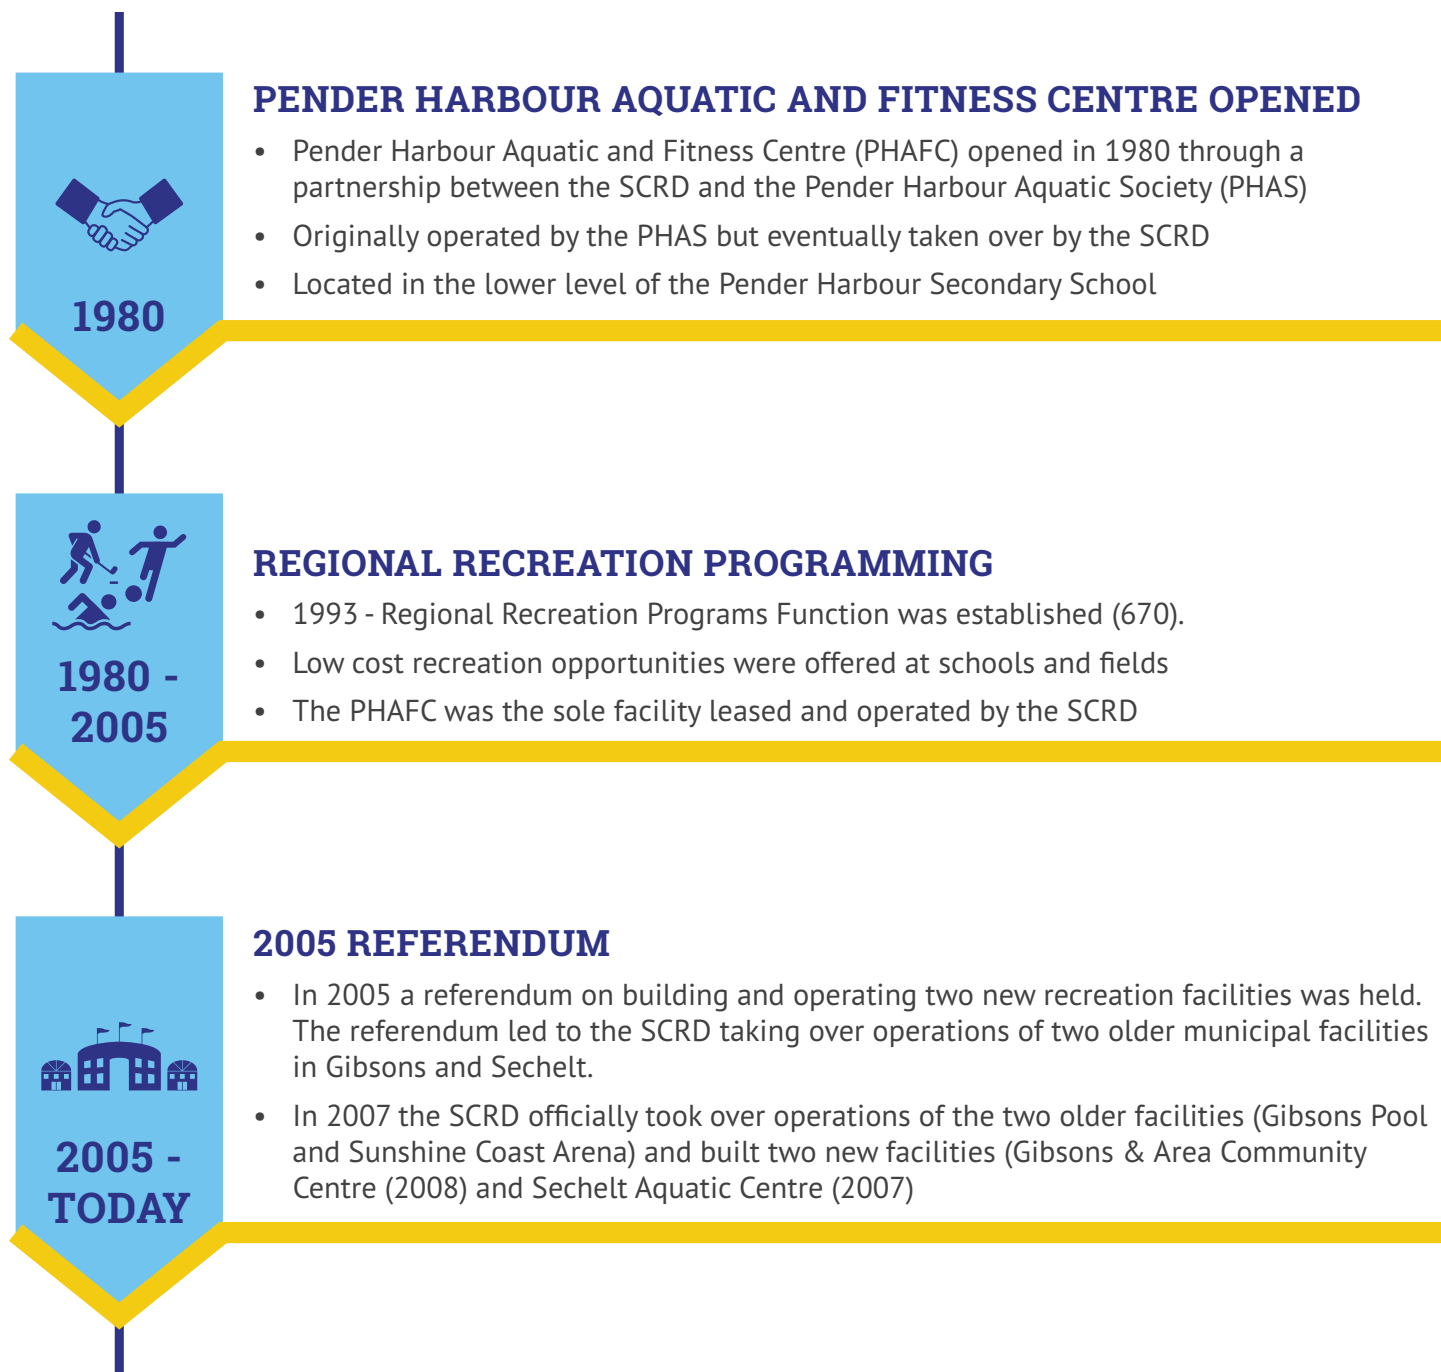 PENDER HARBOUR AQUATIC AND FITNESS CENTRE OPENED
• Pender Harbour Aquatic and Fitness Centre (PHAFC) opened in 1980 through a
partnership between the SCRD and the Pender Harbour Aquatic Society (PHAS)
• Originally operated by the PHAS but eventually taken over by the SCRD
• Located in the lower level of the Pender Harbour Secondary School
1980
REGIONAL RECREATION PROGRAMMING
• 1993 - Regional Recreation Programs Function was established (670).
• Low cost recreation opportunities were offered at schools and fields
• The PHAFC was the sole facility leased and operated by the SCRD
1980 -
2005
2005 REFERENDUM
• In 2005 a referendum on building and operating two new recreation facilities was held.
The referendum led to the SCRD taking over operations of two older municipal facilities
in Gibsons and Sechelt.
• In 2007 the SCRD officially took over operations of the two older facilities (Gibsons Pool
and Sunshine Coast Arena) and built two new facilities (Gibsons & Area Community
Centre (2008) and Sechelt Aquatic Centre (2007)
2005 -
TODAY